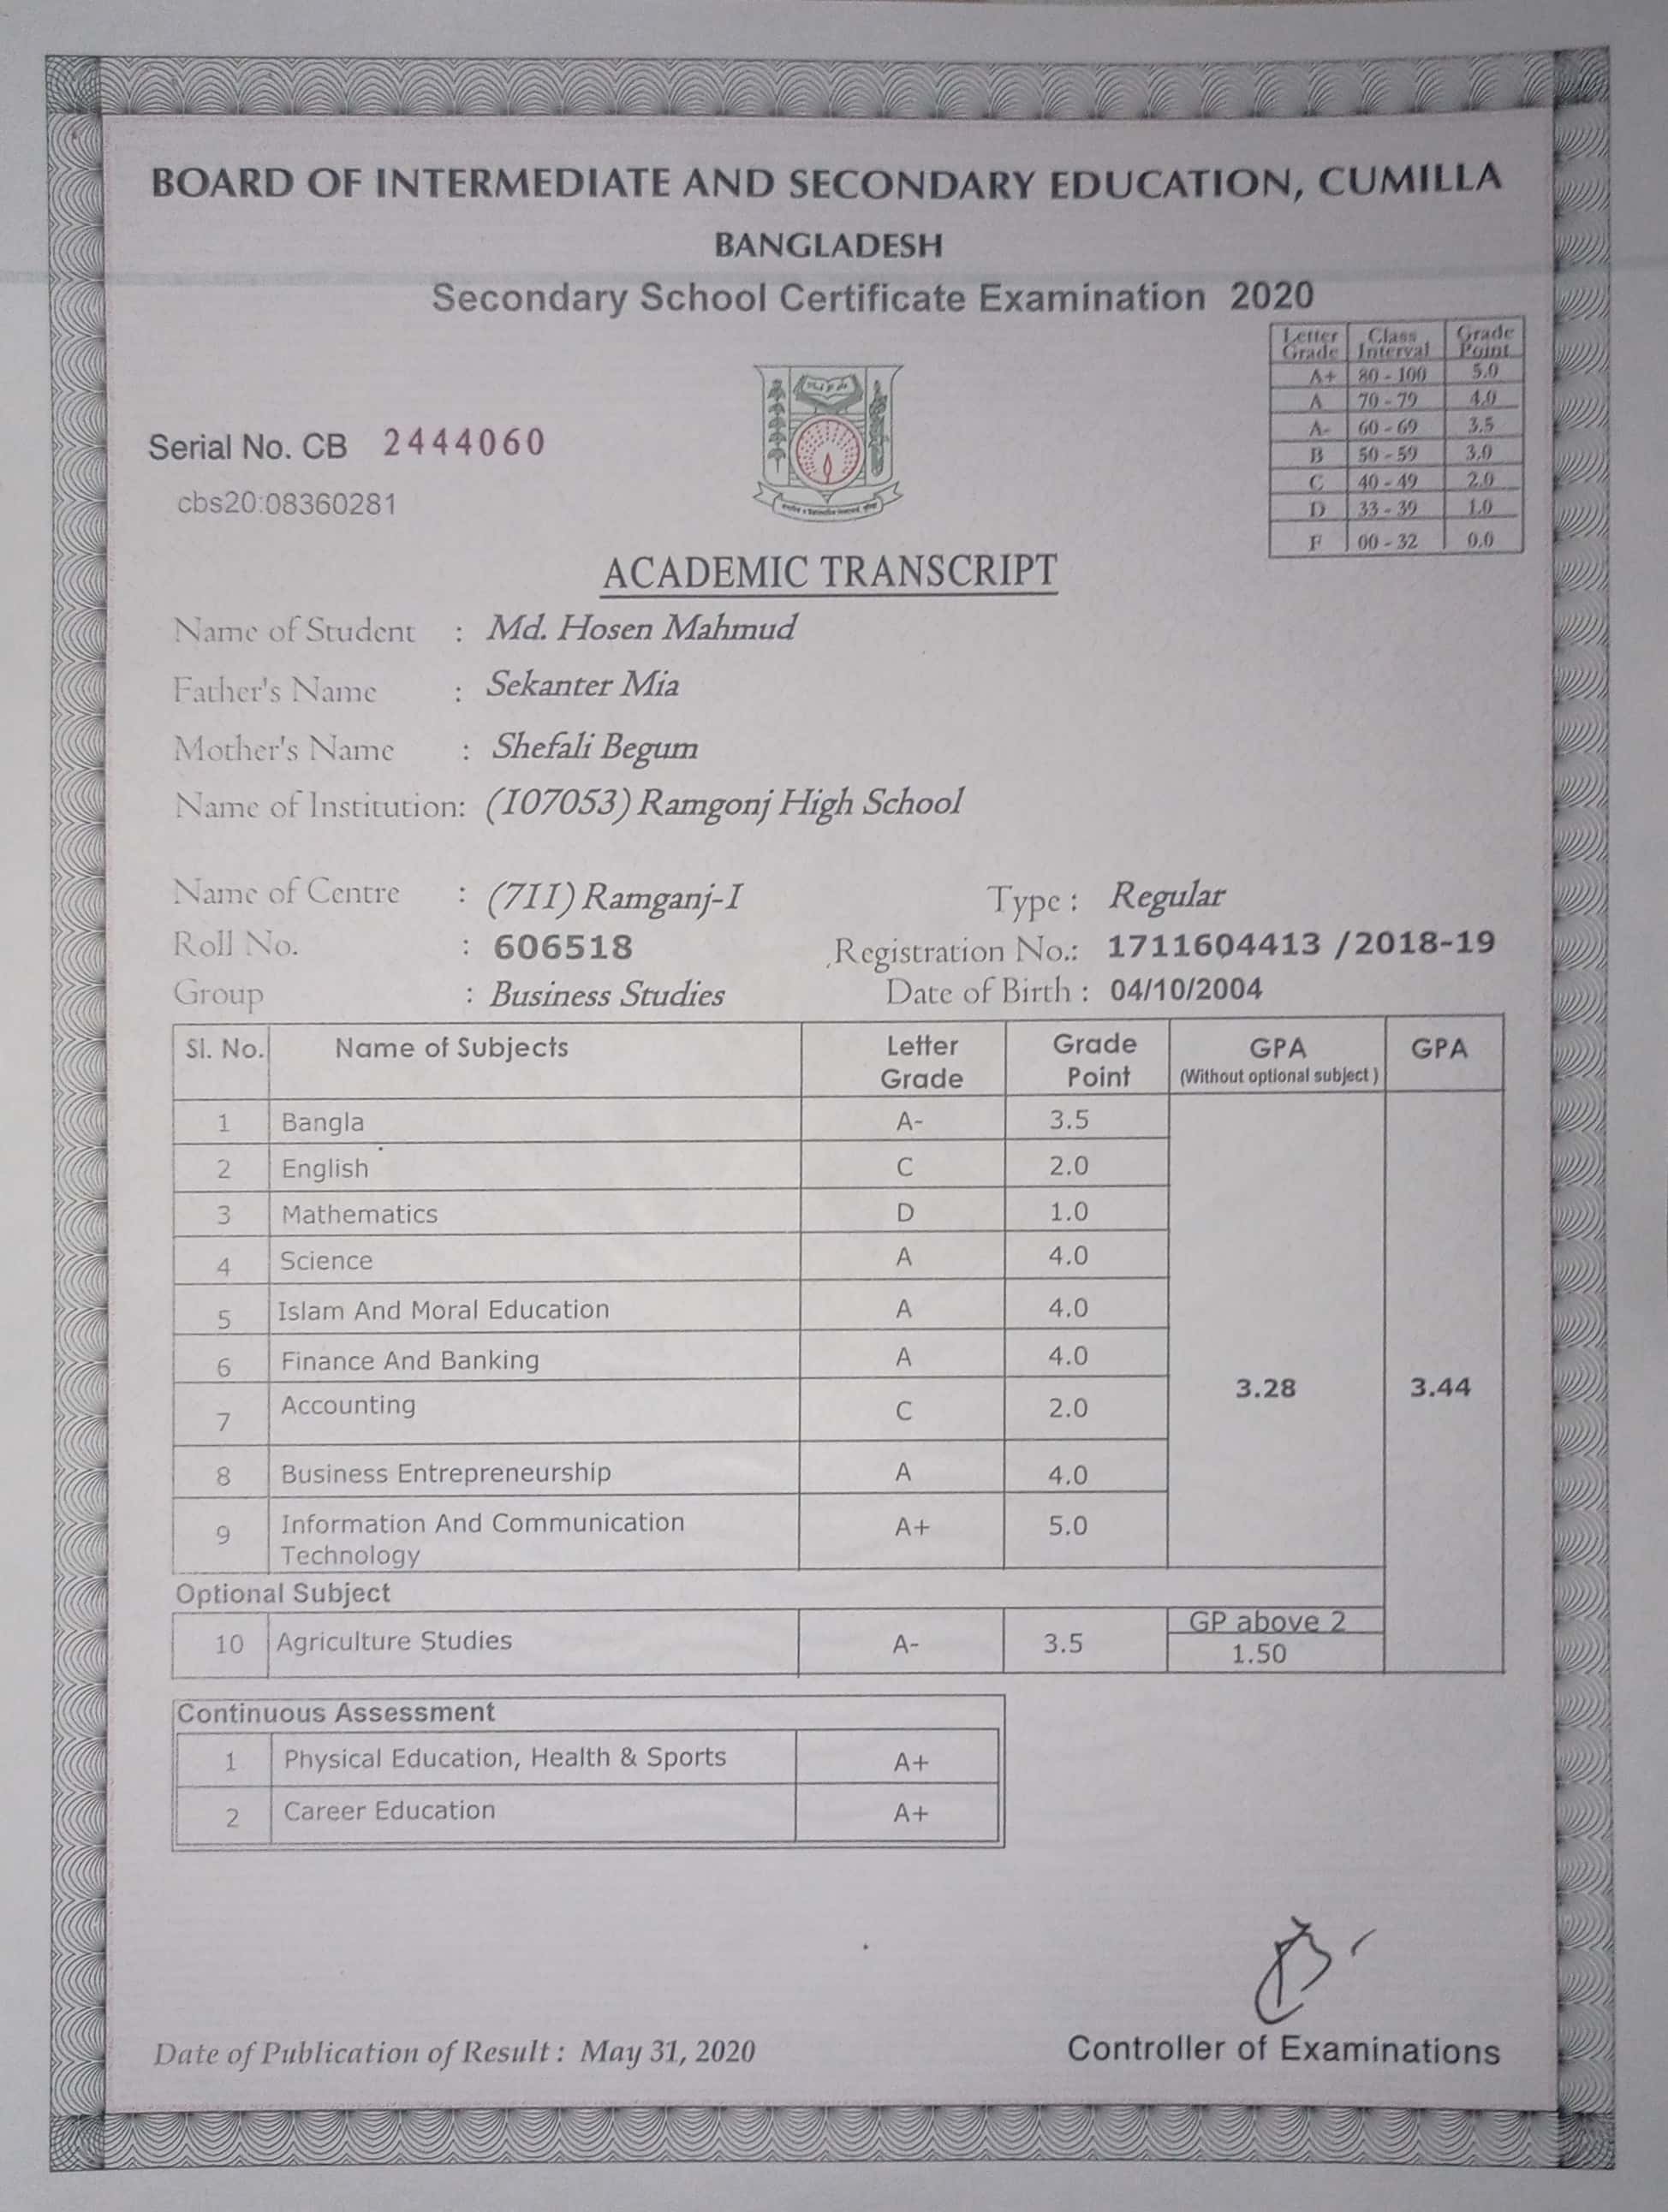 BOARD OF INTERMEDIATE AND SECONDARY EDUCATION, CUMILLA
BANGLADESH
Secondary School Certificate Examination 2020
Letter Grade Class Interval Grade Point
A+ 80 - 100 5.0
A 70 - 79 4.0
A- 60 - 69 3.5
B 50 - 59 3.0
C 40 - 49 2.0
D 33 - 39 1.0
F 00 - 32 0.0
Serial No. CB 2444060
cbs20:08360281
ACADEMIC TRANSCRIPT
Name of Student : Md. Hosen Mahmud
Father's Name : Sekanter Mia
Mother's Name : Shefali Begum
Name of Institution: (107053) Ramgonj High School
Name of Centre : (711) Ramganj-1 Type : Regular
Roll No. : 606518 Registration No.: 1711604413 /2018-19
Group : Business Studies Date of Birth : 04/10/2004
Sl. No. Name of Subjects Letter Grade Grade Point GPA (Without optional subject ) GPA
1 Bangla A- 3.5
2 English C 2.0
3 Mathematics D 1.0
4 Science A 4.0
5 Islam And Moral Education A 4.0
6 Finance And Banking A 4.0
3.28 3.44
7 Accounting C 2.0
8 Business Entrepreneurship A 4.0
9 Information And Communication A+ 5.0
Technology
Optional Subject
GP above 2
10 Agriculture Studies A- 3.5
1.50
Continuous Assessment
1 Physical Education, Health & Sports A+
2 Career Education A+
Date of Publication of Result : May 31, 2020
Controller of Examinations